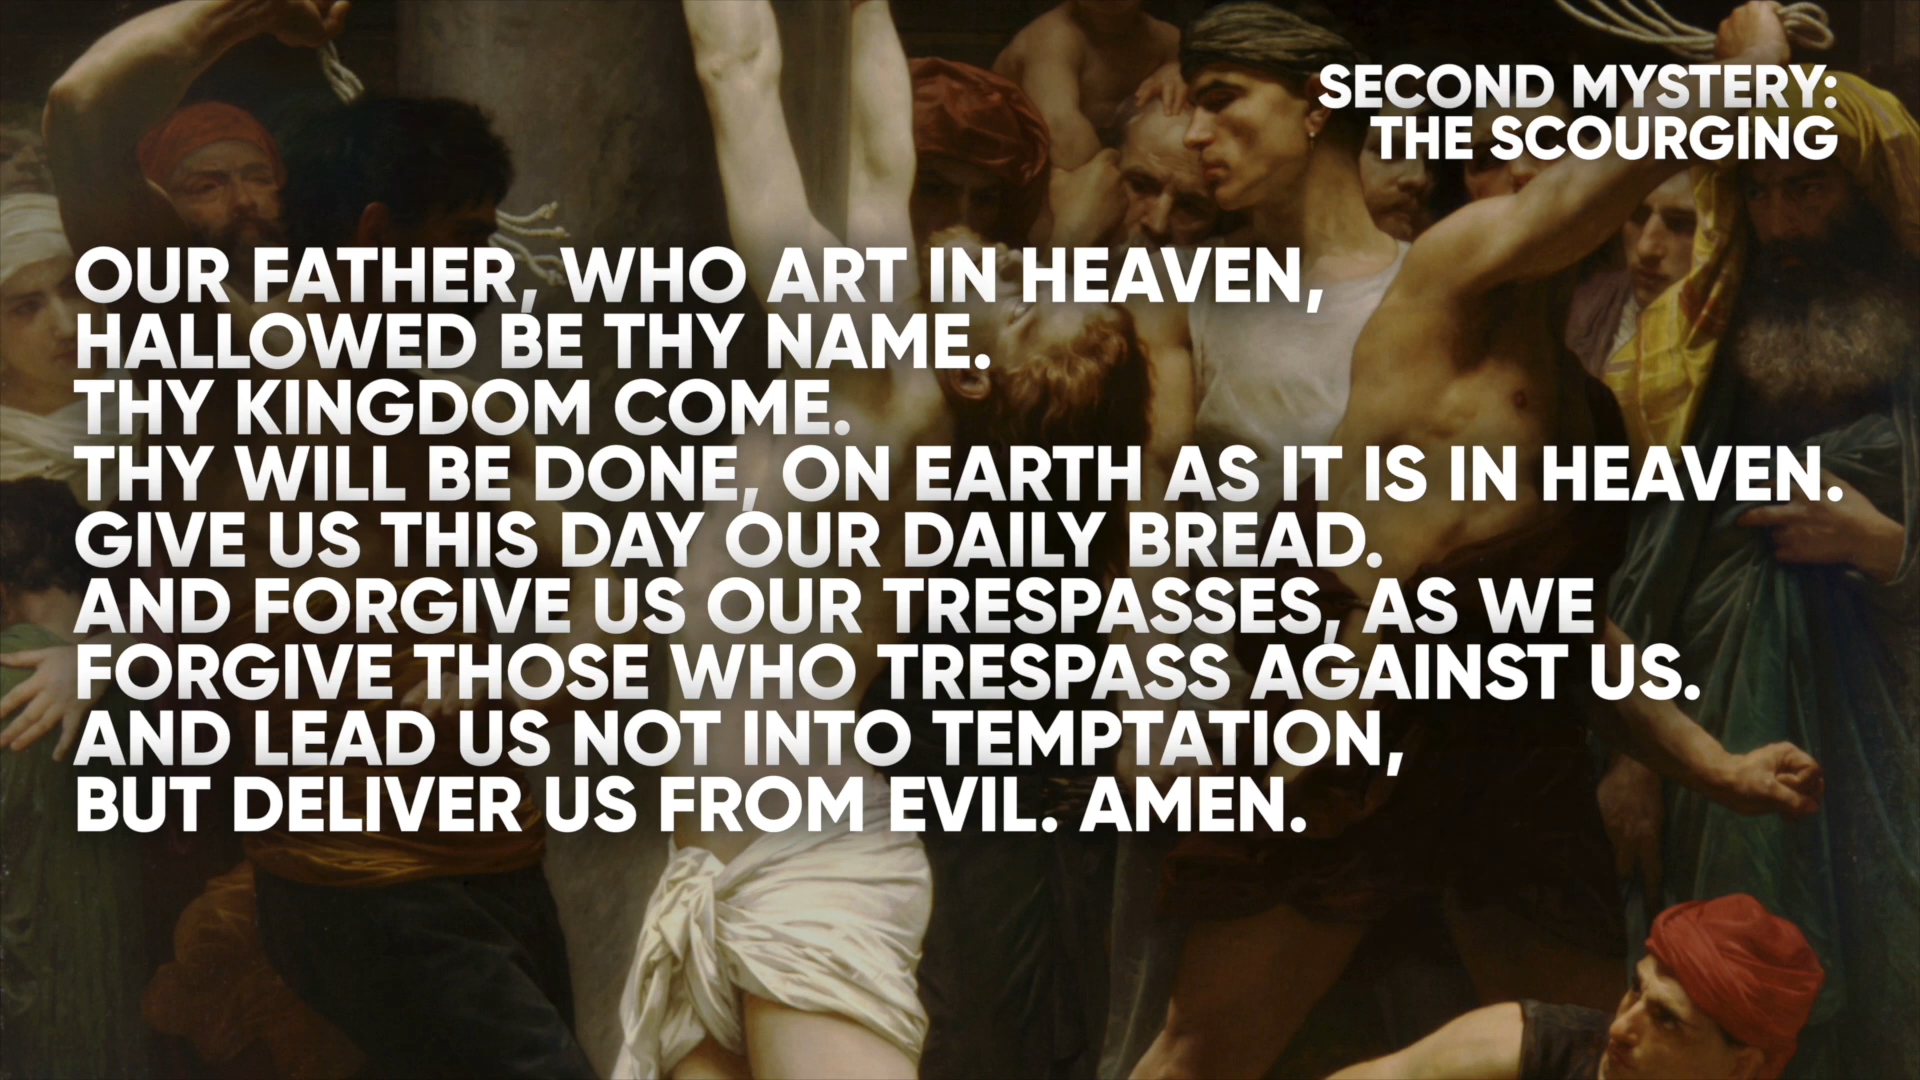 SECOND MYSTERY:
THE SCOURGING
OUR FATHER, WHO ART IN HEAVEN,
HALLOWED BE THY NAME.
THY KINGDOM COME.
THY WILL BE DONE, ON EARTH AS IT IS IN HEAVEN.
GIVE US THIS DAY OUR DAILY BREAD.
AND FORGIVE US OUR TRESPASSES, AS WE
FORGIVE THOSE WHO TRESPASS AGAINST US.
AND LEAD US NOT INTO TEMPTATION,
BUT DELIVER US FROM EVIL. AMEN.